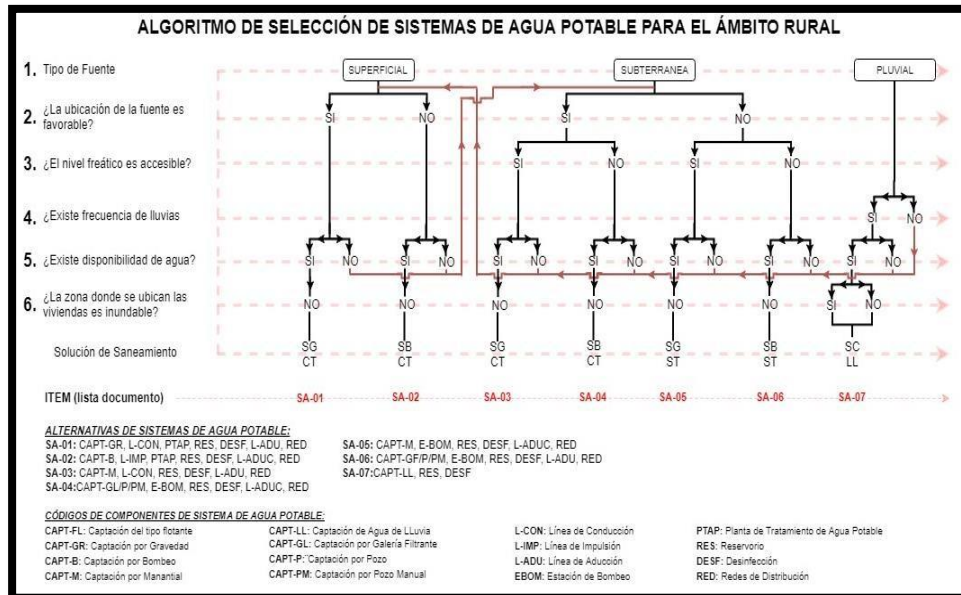 ALGORITMO DE SELECCIÓN DE SISTEMAS DE AGUA POTABLE PARA EL ÁMBITO RURAL
1. Tipo de Fuente
SUPERFICIAL
SUBTERRANEA
PLUVIAL
2. ¿La ubicación de la fuente es
favorable?
SI NO SI NO
3. ¿El nivel freático es accesible?
SI NO SI NO
4. ¿Existe frecuencia de lluvias
SI NO
5. ¿Existe disponibilidad de agua?
SI NO SI NO SI NO SI NO SI NO SI NO SI NO
6. ¿La zona donde se ubican las
viviendas es inundable?
NO NO NO NO NO NO SI NO
Solución de Saneamiento
SG SB SG SB SG SB SC
CT CT CT CT ST ST LL
ITEM (lista documento)
SA-01 SA-02 SA-03 SA-04 SA-05 SA-06 SA-07
ALTERNATIVAS DE SISTEMAS DE AGUA POTABLE:
SA-01: CAPT-GR, L-CON, PTAP, RES, DESF, L-ADU, RED
SA-02: CAPT-B, L-IMP, PTAP, RES, DESF, L-ADUC, RED
SA-03: CAPT-M, L-CON, RES, DESF, L-ADU, RED
SA-04:CAPT-GL/P/PM, E-BOM, RES, DESF, L-ADUC, RED
SA-05: CAPT-M, E-BOM, RES, DESF, L-ADUC, RED
SA-06: CAPT-GF/P/PM, E-BOM, RES, DESF, L-ADU, RED
SA-07:CAPT-LL, RES, DESF
CÓDIGOS DE COMPONENTES DE SISTEMA DE AGUA POTABLE:
CAPT-FL: Captación del tipo flotante
CAPT-GR: Captación por Gravedad
CAPT-B: Captación por Bombeo
CAPT-M: Captación por Manantial
CAPT-LL: Captación de Agua de LLuvia
CAPT-GL: Captación por Galería Filtrante
CAPT-P: Captación por Pozo
CAPT-PM: Captación por Pozo Manual
L-CON: Línea de Conducción
L-IMP: Línea de Impulsión
L-ADU: Línea de Aducción
EBOM: Estación de Bombeo
PTAP: Planta de Tratamiento de Agua Potable
RES: Reservorio
DESF: Desinfección
RED: Redes de Distribución